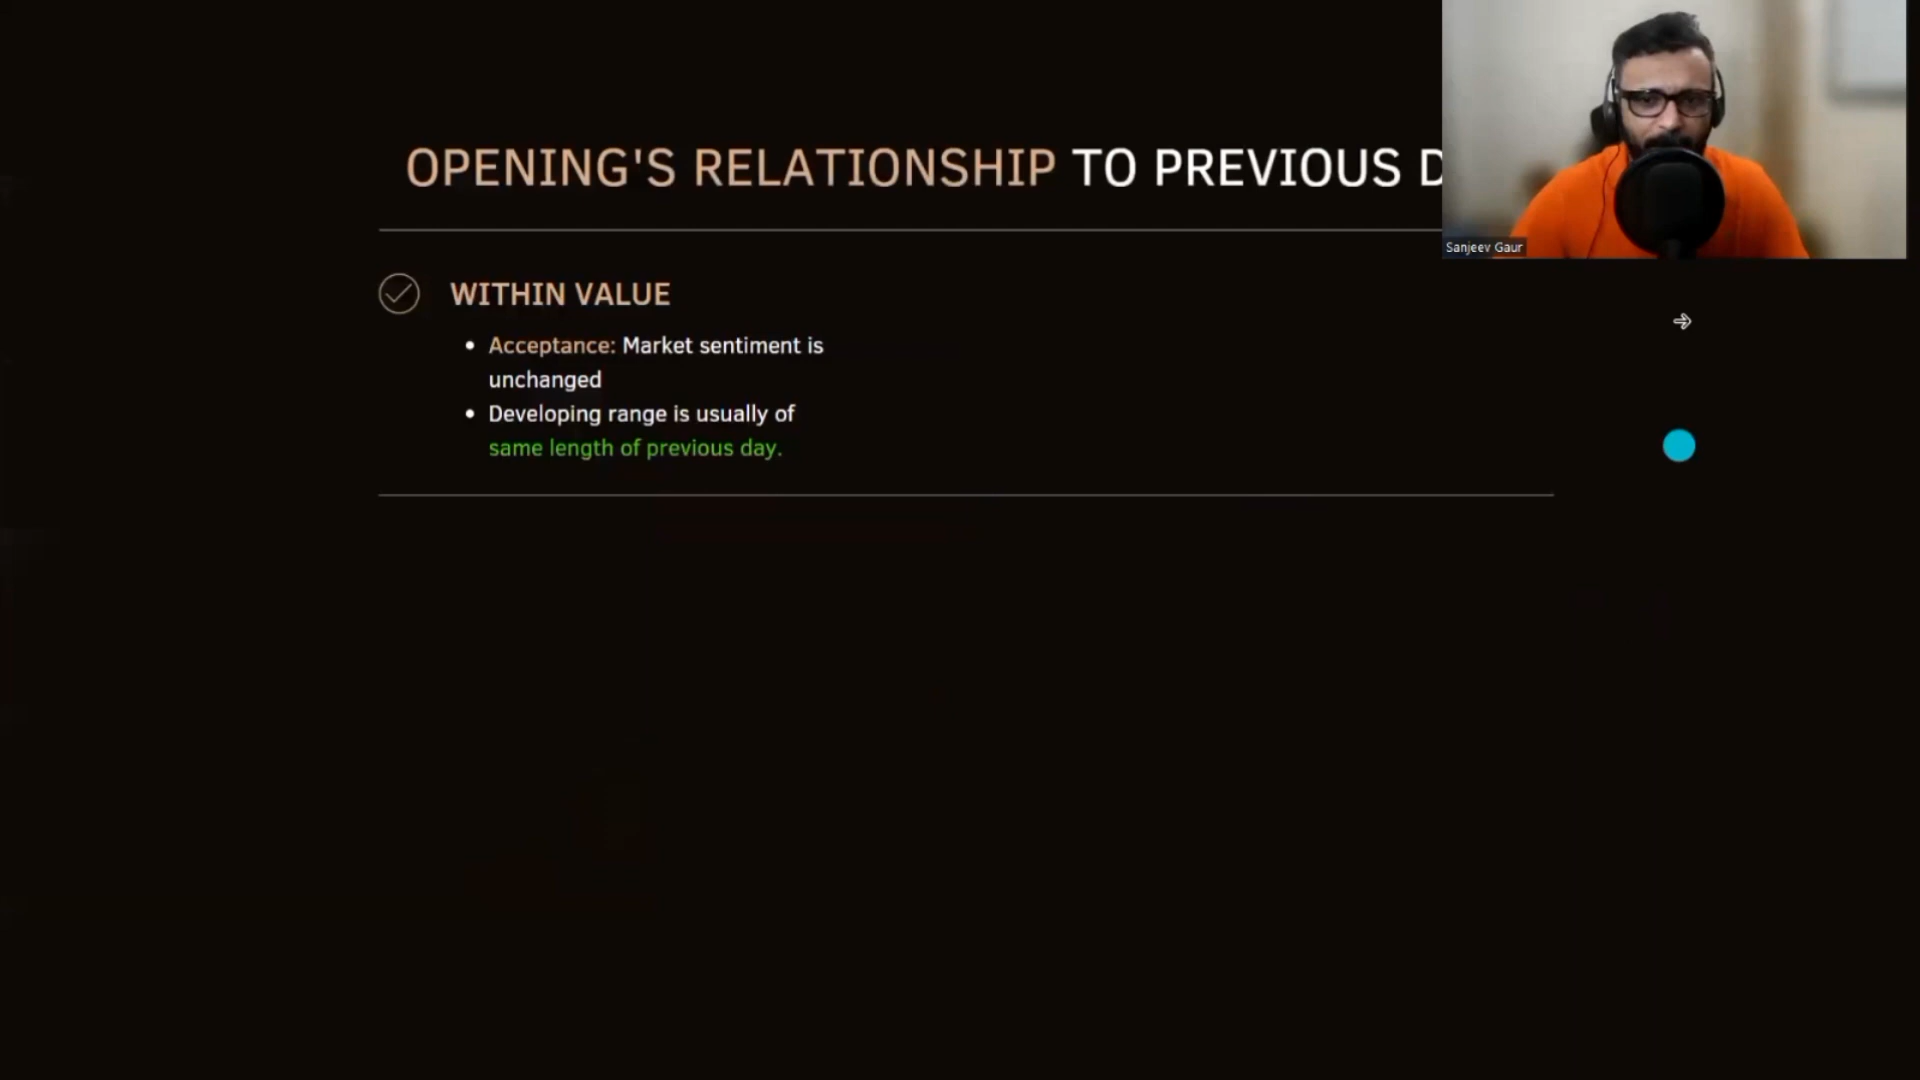 OPENING'S RELATIONSHIP TO PREVIOUS D
Sanjeev Gaur
WITHIN VALUE
• Acceptance: Market sentiment is
unchanged
• Developing range is usually of
same length of previous day.